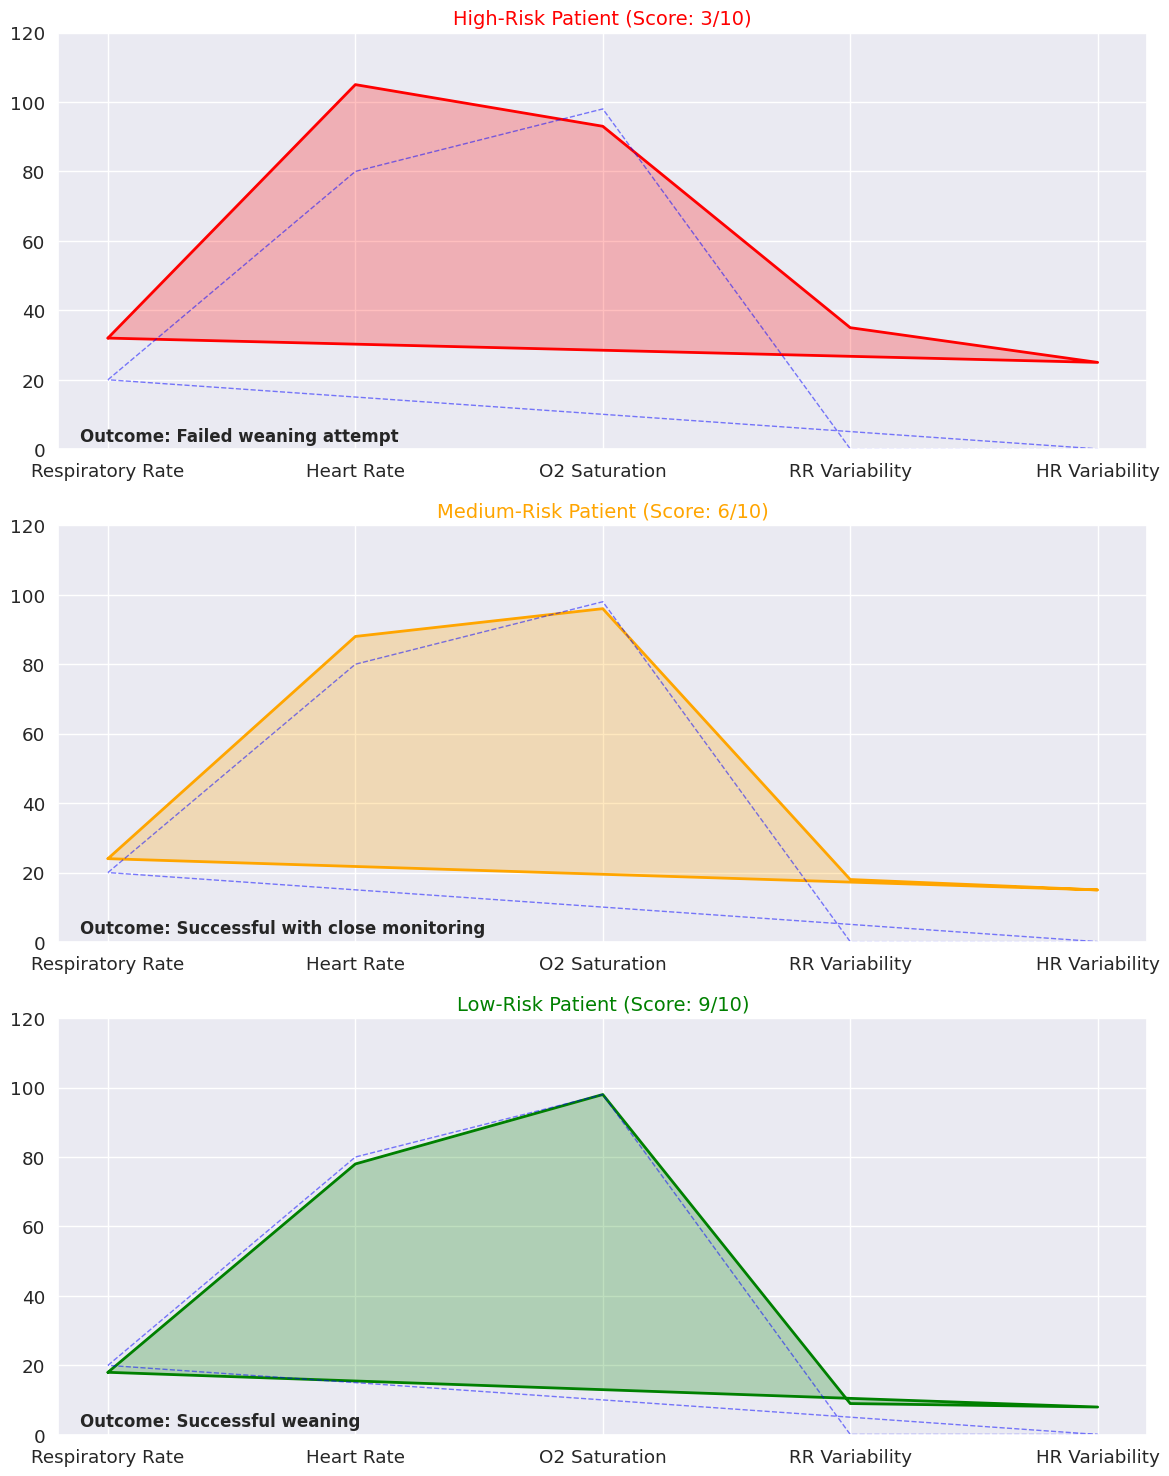 High-Risk Patient (Score: 3/10)
120
100
80
60
40
20
0
Outcome: Failed weaning attempt
Respiratory Rate Heart Rate O2 Saturation RR Variability HR Variability
Medium-Risk Patient (Score: 6/10)
120
100
80
60
40
20
0
Outcome: Successful with close monitoring
Respiratory Rate Heart Rate O2 Saturation RR Variability HR Variability
Low-Risk Patient (Score: 9/10)
120
100
80
60
40
20
0
Outcome: Successful weaning
Respiratory Rate Heart Rate O2 Saturation RR Variability HR Variability